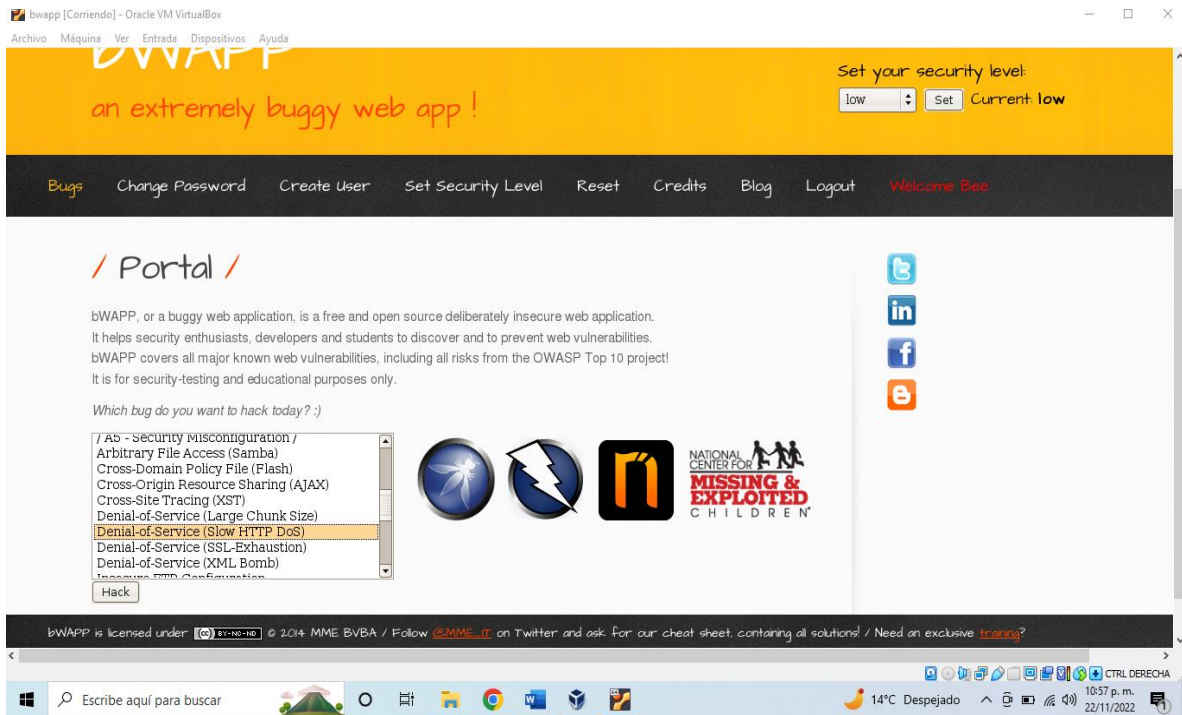 bwapp [Corriendo] - Oracle VM VirtualBox
Archivo Máquina Ver Entrada Dispositivos Ayuda
bWAPP
an extremely buggy web app !
Set your security level:
low Set Current: low
Bugs Change Password Create User Set Security Level Reset Credits Blog Logout Welcome Bee
/ Portal /
bWAPP, or a buggy web application, is a free and open source deliberately insecure web application.
It helps security enthusiasts, developers and students to discover and to prevent web vulnerabilities.
bWAPP covers all major known web vulnerabilities, including all risks from the OWASP Top 10 project!
It is for security-testing and educational purposes only.
Which bug do you want to hack today? :)
/ A5 - Security Misconfiguration /
Arbitrary File Access (Samba)
Cross-Domain Policy File (Flash)
Cross-Origin Resource Sharing (AJAX)
Cross-Site Tracing (XST)
Denial-of-Service (Large Chunk Size)
Denial-of-Service (Slow HTTP DoS)
Denial-of-Service (SSL-Exhaustion)
Denial-of-Service (XML Bomb)
Insecure FTP Configuration
Hack
NATIONAL
CENTER FOR
MISSING &
EXPLOITED
CHILDREN
bWAPP is licensed under (cc) BY-NC-ND © 2014 MME BVBA / Follow @MME_IT on Twitter and ask for our cheat sheet, containing all solutions! / Need an exclusive training?
CTRL DERECHA
Escribe aquí para buscar
14°C Despejado
10:57 p. m.
22/11/2022